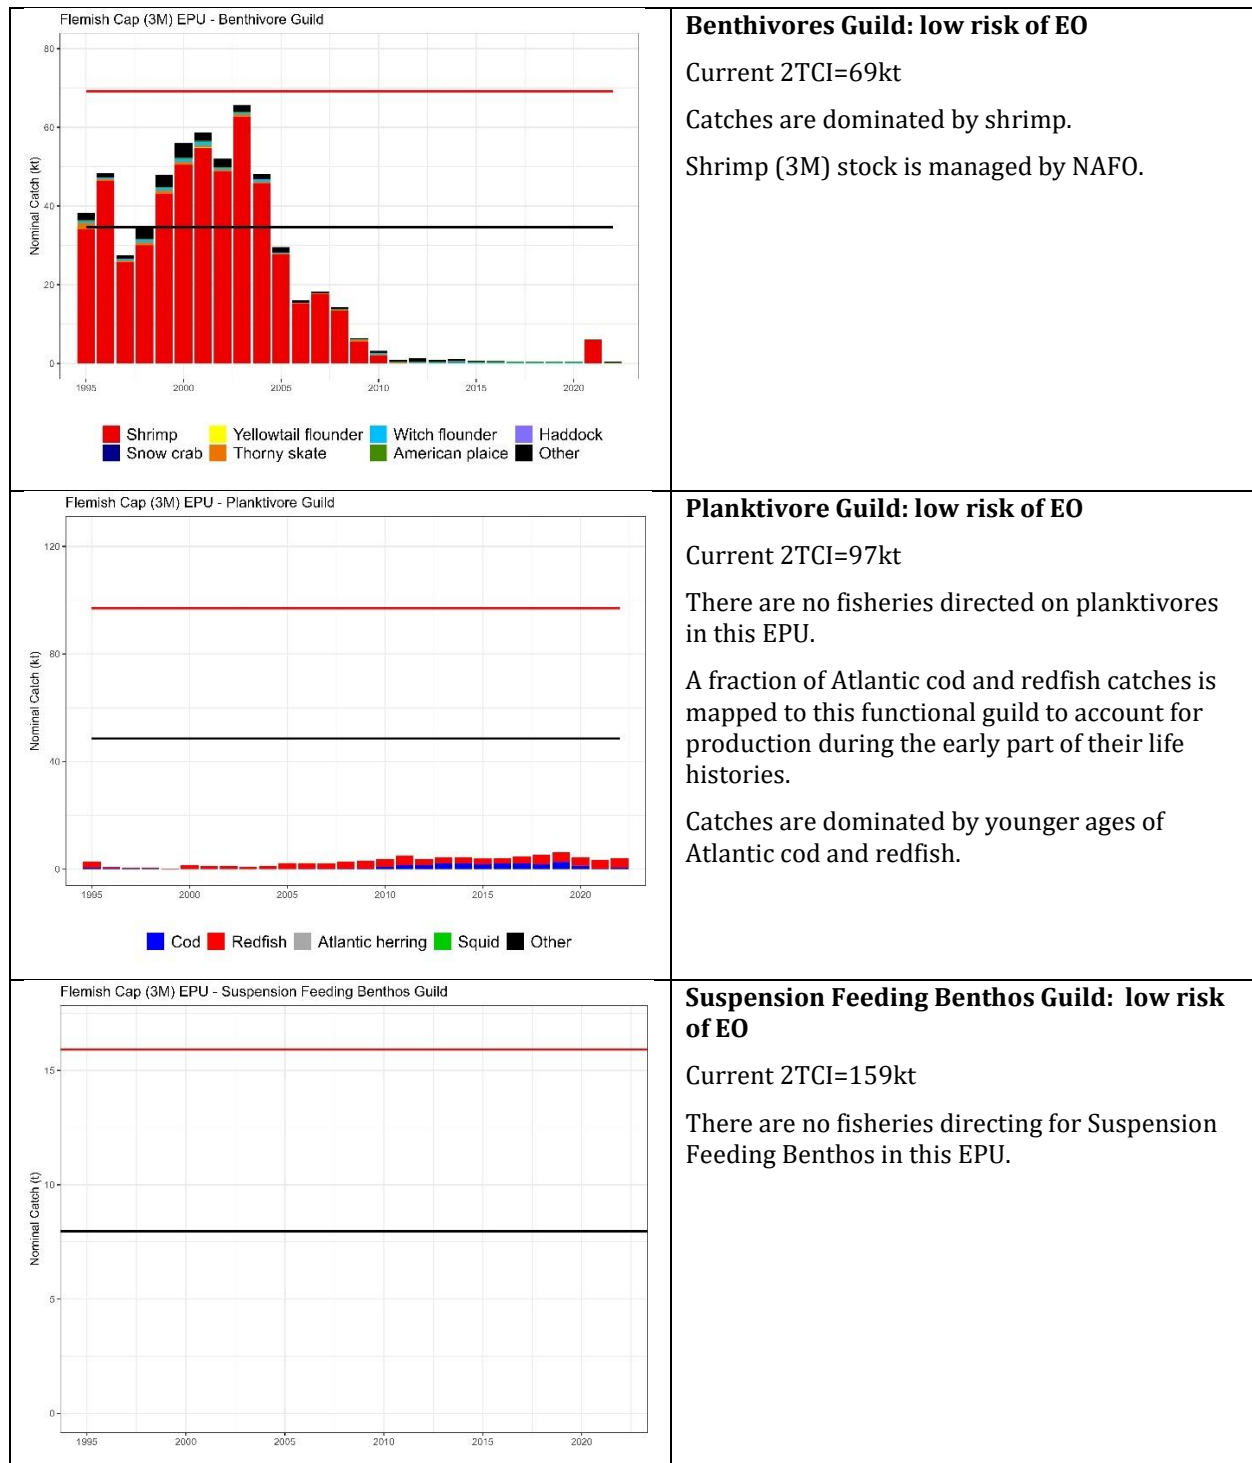 Flemish Cap (3M) EPU - Benthivore Guild
Nominal Catch (kt)
80
60
40
20
0
1995 2000 2005 2010 2015 2020
Shrimp Yellowtail flounder Witch flounder Haddock
Snow crab Thorny skate American plaice Other
Benthivores Guild: low risk of EO
Current 2TCI=69kt
Catches are dominated by shrimp.
Shrimp (3M) stock is managed by NAFO.
Flemish Cap (3M) EPU - Planktivore Guild
Nominal Catch (kt)
120
80
40
0
1995 2000 2005 2010 2015 2020
Cod Redfish Atlantic herring Squid Other
Planktivore Guild: low risk of EO
Current 2TCI=97kt
There are no fisheries directed on planktivores
in this EPU.
A fraction of Atlantic cod and redfish catches is
mapped to this functional guild to account for
production during the early part of their life
histories.
Catches are dominated by younger ages of
Atlantic cod and redfish.
Flemish Cap (3M) EPU - Suspension Feeding Benthos Guild
Nominal Catch (t)
15
10
5
0
1995 2000 2005 2010 2015 2020
Suspension Feeding Benthos Guild: low risk
of EO
Current 2TCI=159kt
There are no fisheries directing for Suspension
Feeding Benthos in this EPU.